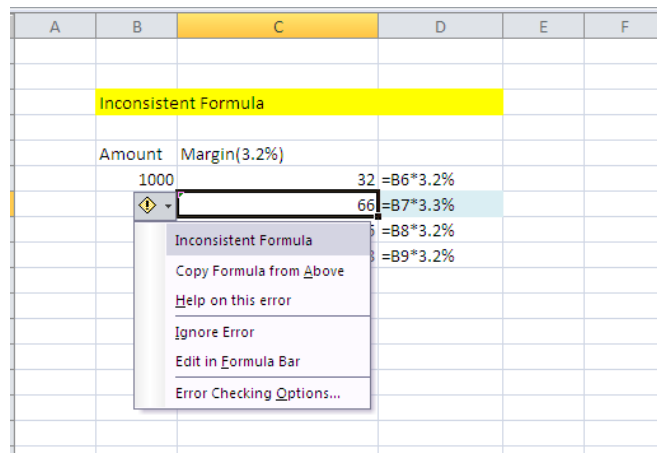 A B C D E F
Inconsistent Formula
Amount Margin(3.2%)
1000 32 =B6*3.2%
66 =B7*3.3%
=B8*3.2%
=B9*3.2%
Inconsistent Formula
Copy Formula from Above
Help on this error
Ignore Error
Edit in Formula Bar
Error Checking Options...